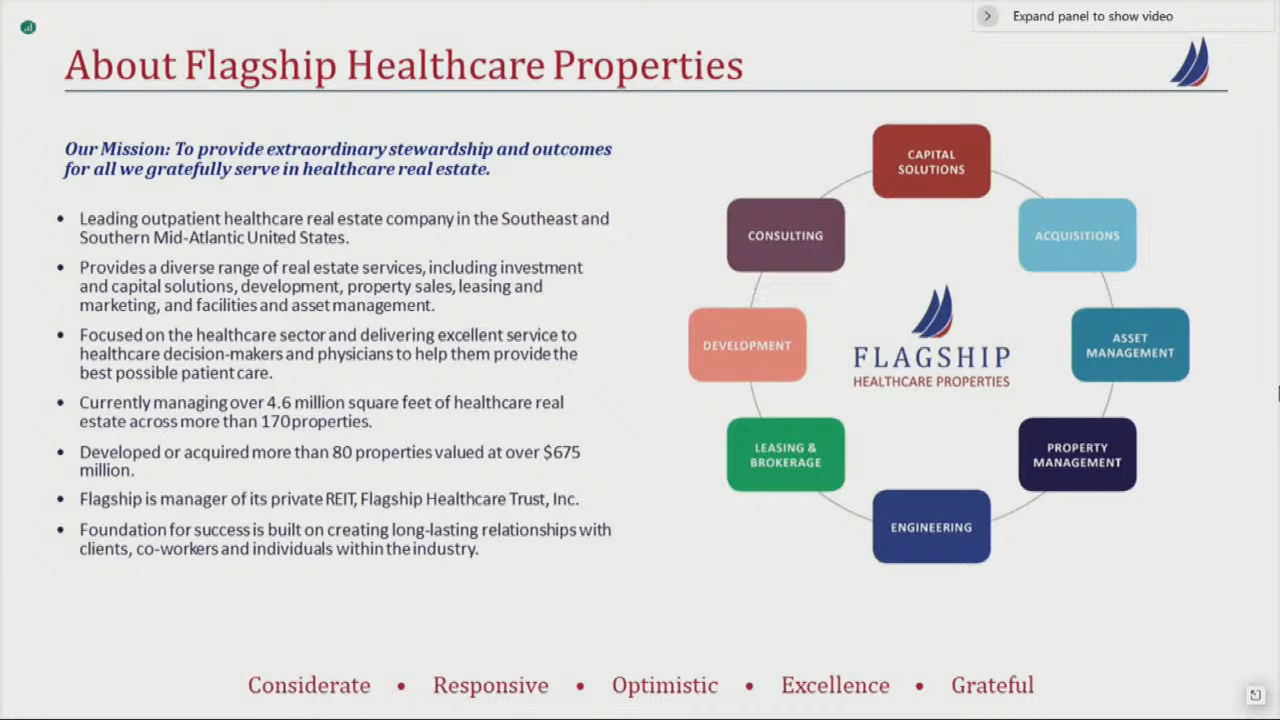 Expand panel to show video
About Flagship Healthcare Properties
Our Mission: To provide extraordinary stewardship and outcomes
for all we gratefully serve in healthcare real estate.
• Leading outpatient healthcare real estate company in the Southeast and
Southern Mid-Atlantic United States.
• Provides a diverse range of real estate services, including investment
and capital solutions, development, property sales, leasing and
marketing, and facilities and asset management.
• Focused on the healthcare sector and delivering excellent service to
healthcare decision-makers and physicians to help them provide the
best possible patient care.
• Currently managing over 4.6 million square feet of healthcare real
estate across more than 170 properties.
• Developed or acquired more than 80 properties valued at over $675
million.
• Flagship is manager of its private REIT, Flagship Healthcare Trust, Inc.
• Foundation for success is built on creating long-lasting relationships with
clients, co-workers and individuals within the industry.
CAPITAL
SOLUTIONS
CONSULTING
ACQUISITIONS
DEVELOPMENT
FLAGSHIP
HEALTHCARE PROPERTIES
ASSET
MANAGEMENT
LEASING &
BROKERAGE
PROPERTY
MANAGEMENT
ENGINEERING
Considerate • Responsive • Optimistic • Excellence • Grateful